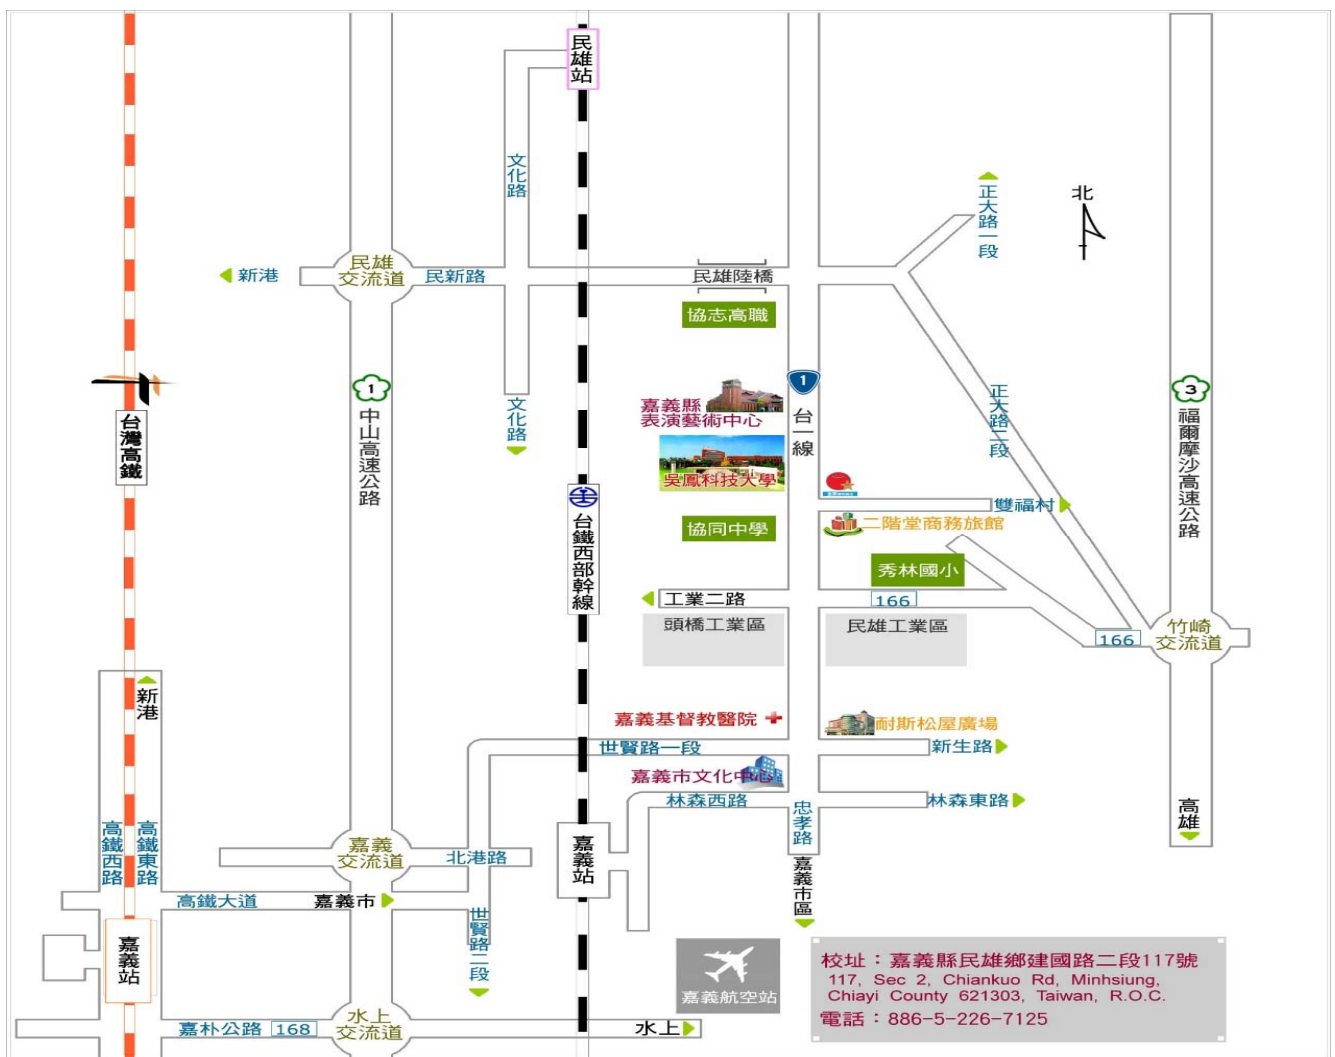 民雄站
文化路
正大路一段
北
新港
民雄
交流道
民新路
民雄陸橋
協志高職
1
中山高速公路
台灣高鐵
文化路
嘉義縣
表演藝術中心
1
台一線
正大路二段
3
福爾摩沙高速公路
吳鳳科技大學
雙福村
二階堂商務旅館
協同中學
台鐵西部幹線
秀林國小
工業二路
166
頭橋工業區
民雄工業區
166
竹崎
交流道
新港
嘉義基督教醫院
耐斯松屋廣場
世賢路一段
新生路
嘉義市文化中心
林森西路
忠孝路
林森東路
高雄
高鐵西路
高鐵東路
嘉義
交流道
北港路
嘉義站
嘉義市區
高鐵大道
嘉義市
世賢路二段
嘉義站
嘉義航空站
校址：嘉義縣民雄鄉建國路二段117號
117, Sec 2, Chiankuo Rd, Minhsiung,
Chiayi County 621303, Taiwan, R.O.C.
電話：886-5-226-7125
嘉朴公路 168
水上
交流道
水上